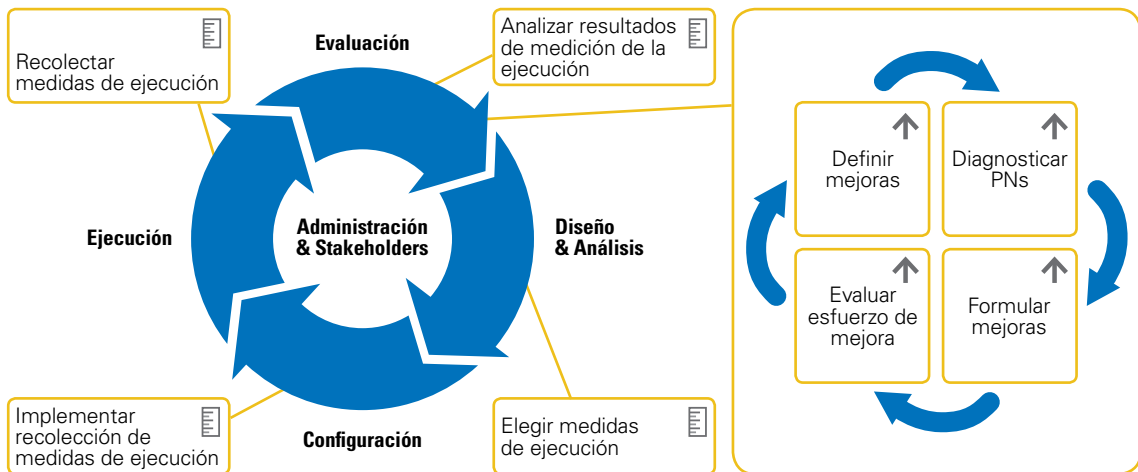 Recolectar
medidas de ejecución
Evaluación
Analizar resultados
de medición de la
ejecución
Ejecución
Administración
& Stakeholders
Diseño
& Análisis
Implementar
recolección de
medidas de ejecución
Configuración
Elegir medidas
de ejecución
Definir
mejoras
Diagnosticar
PNs
Evaluar
esfuerzo de
mejora
Formular
mejoras